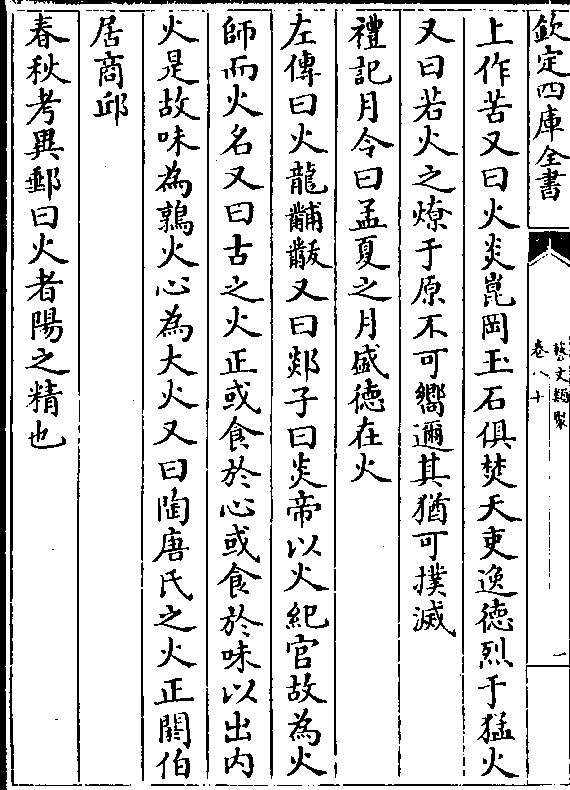 欽定四庫全書
藝文類聚
卷八十
一
上作苦又曰火炎崑岡玉石俱焚天吏逸德烈于猛火
又曰若火之燎于原不可嚮邇其猶可撲滅
禮記月令曰孟夏之月盛德在火
左傳曰火龍黼黻又曰郯子曰炎帝以火紀官故為火
師而火名又曰古之火正或食於心或食於味以出内
火是故味為鶉火心為大火又曰陶唐氏之火正閼伯
居商邱
春秋考異郵曰火者陽之精也